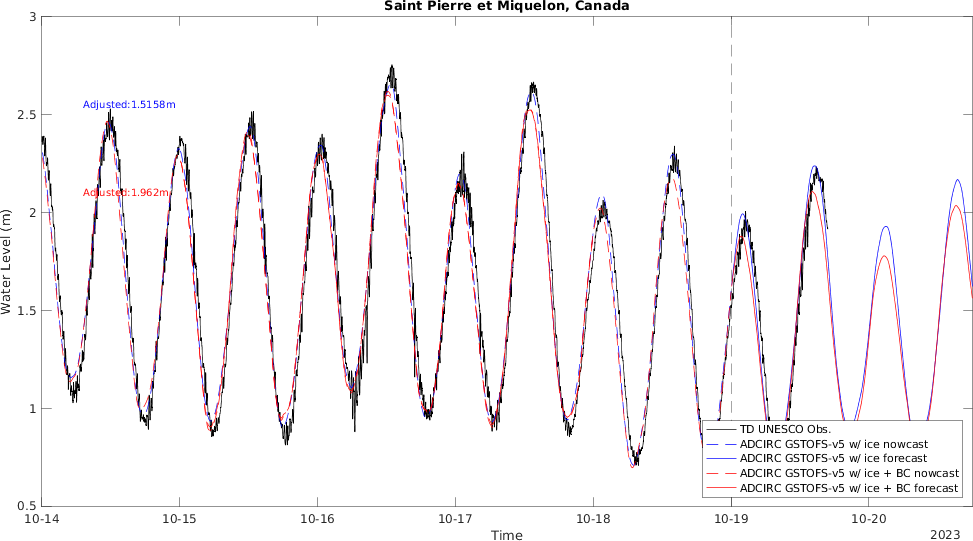 Saint Pierre et Miquelon, Canada
3
2.5
2
1.5
1
0.5
Water Level (m)
Adjusted:1.5158m
Adjusted:1.962m
TD UNESCO Obs.
ADCIRC GSTOFS-v5 w/ ice nowcast
ADCIRC GSTOFS-v5 w/ ice forecast
ADCIRC GSTOFS-v5 w/ ice + BC nowcast
ADCIRC GSTOFS-v5 w/ ice + BC forecast
10-14 10-15 10-16 10-17 10-18 10-19 10-20
Time
2023